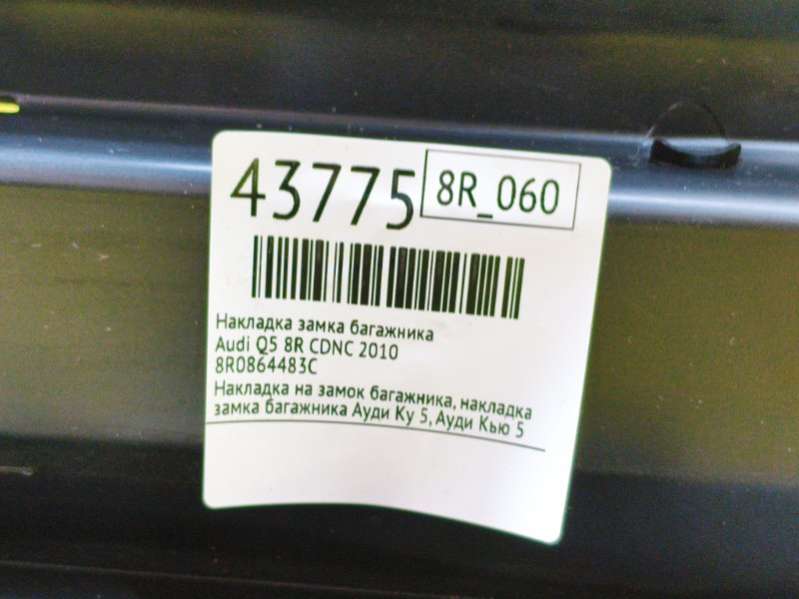 43775
8R_060
Накладка замка багажника
Audi Q5 8R CDNC 2010
8R0864483C
Накладка на замок багажника, накладка
замка багажника Ауди Ку 5, Ауди Кью 5